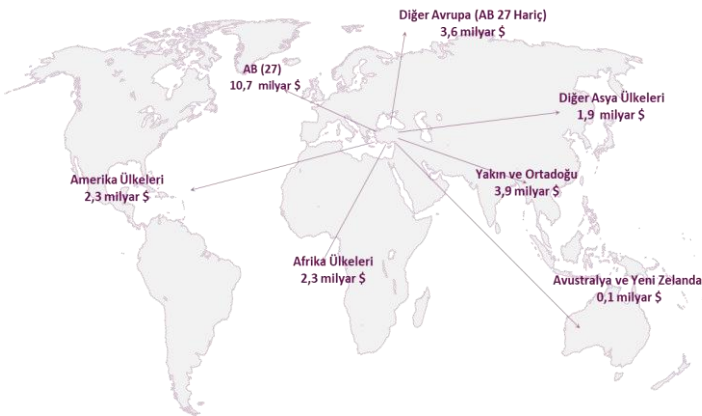 Diğer Avrupa (AB 27 Hariç)
3,6 milyar $
AB (27)
10,7 milyar $
Diğer Asya Ülkeleri
1,9 milyar $
Amerika Ülkeleri
2,3 milyar $
Yakın ve Ortadoğu
3,9 milyar $
Afrika Ülkeleri
2,3 milyar $
Avustralya ve Yeni Zelanda
0,1 milyar $